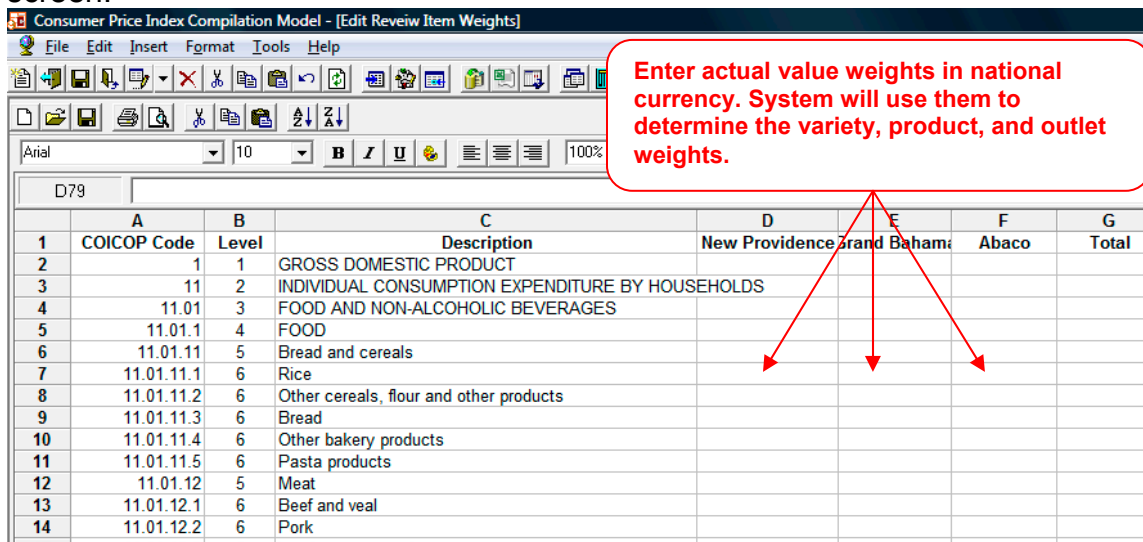 screen.
Consumer Price Index Compilation Model - [Edit Reveiw Item Weights]
File Edit Insert Format Tools Help
Enter actual value weights in national
currency. System will use them to
determine the variety, product, and outlet
weights.
Arial 10 B I U 100%
D79
A B C D E F G
1 COICOP Code Level Description New Providence Grand Bahama Abaco Total
2 1 1 GROSS DOMESTIC PRODUCT
3 11 2 INDIVIDUAL CONSUMPTION EXPENDITURE BY HOUSEHOLDS
4 11.01 3 FOOD AND NON-ALCOHOLIC BEVERAGES
5 11.01.1 4 FOOD
6 11.01.11 5 Bread and cereals
7 11.01.11.1 6 Rice
8 11.01.11.2 6 Other cereals, flour and other products
9 11.01.11.3 6 Bread
10 11.01.11.4 6 Other bakery products
11 11.01.11.5 6 Pasta products
12 11.01.12 5 Meat
13 11.01.12.1 6 Beef and veal
14 11.01.12.2 6 Pork